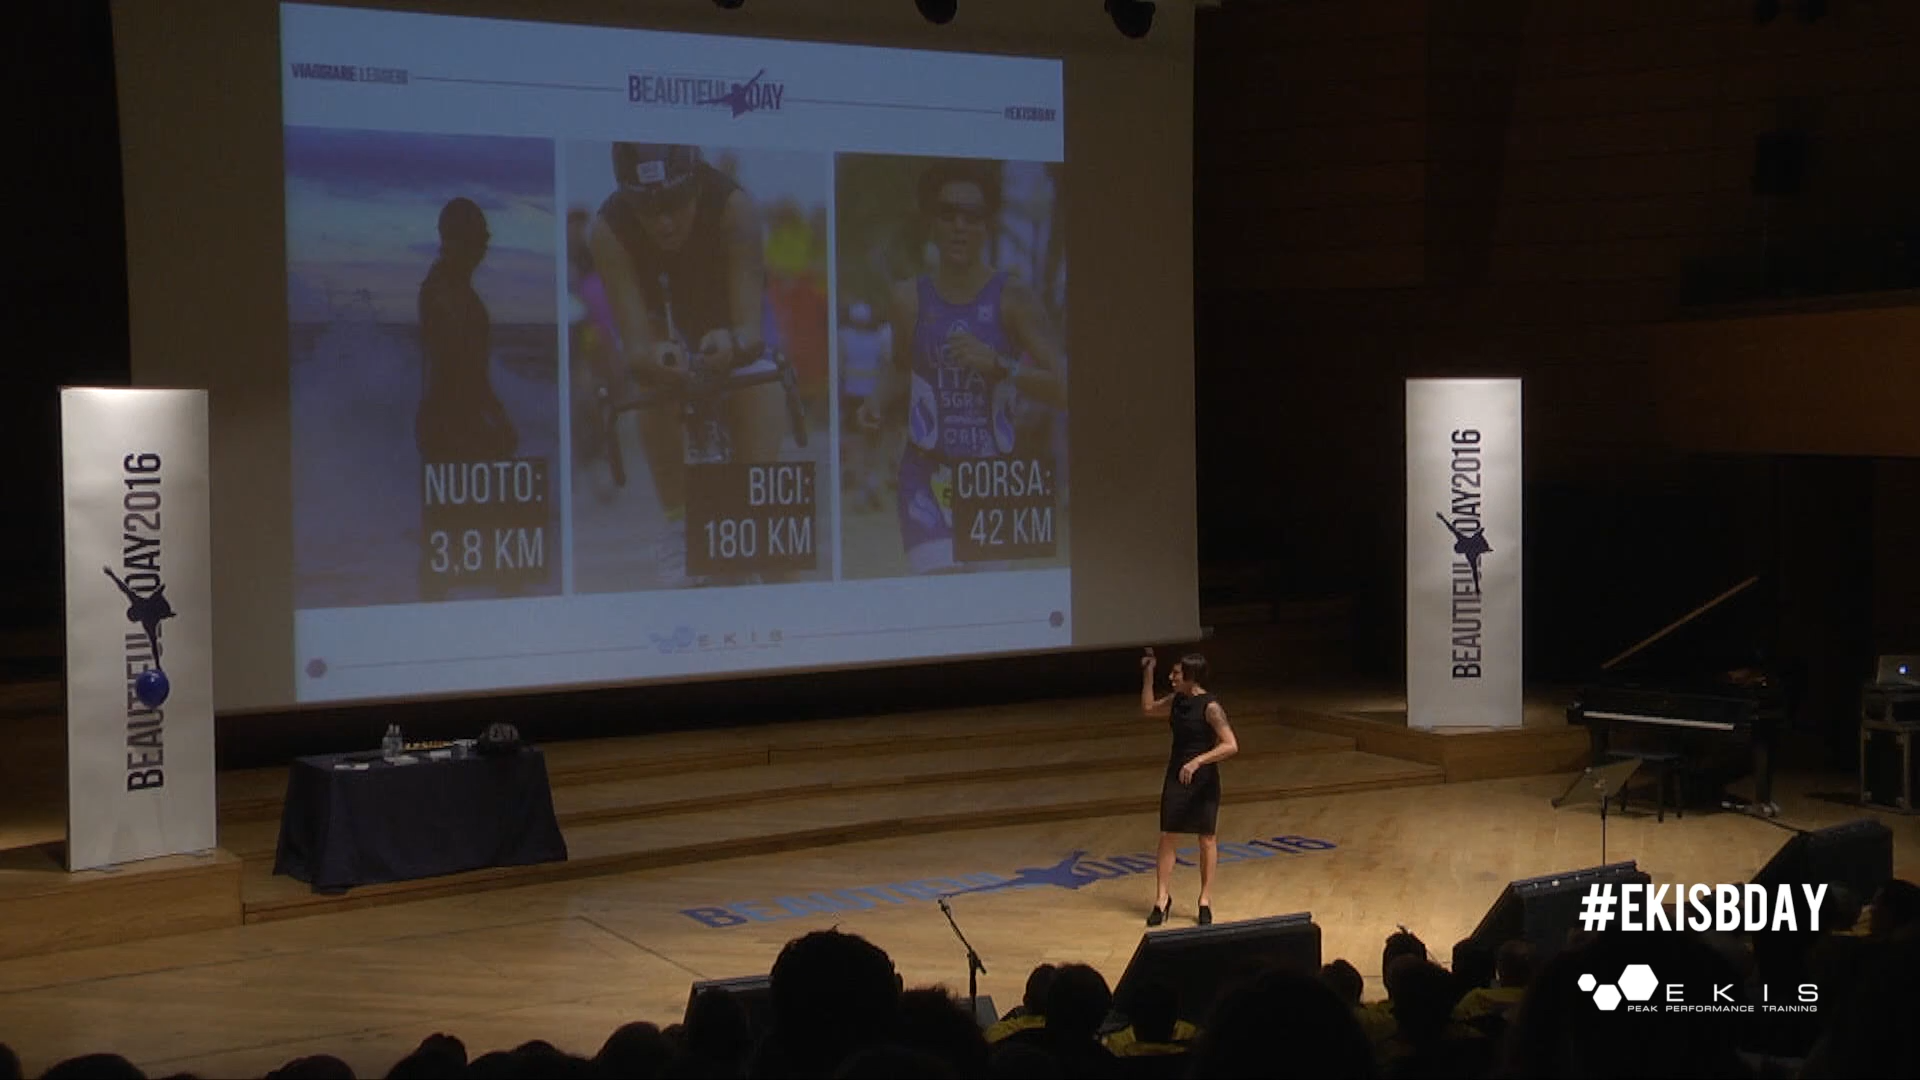 VIAGGIARE LEGGERI
BEAUTIFUL DAY
#EKISBDAY
NUOTO:
3,8 KM
BICI:
180 KM
CORSA:
42 KM
ITA
EKIS
BEAUTIFUL DAY2016
BEAUTIFUL DAY2016
BEAUTIFUL DAY2016
#EKISBDAY
EKIS
PEAK PERFORMANCE TRAINING